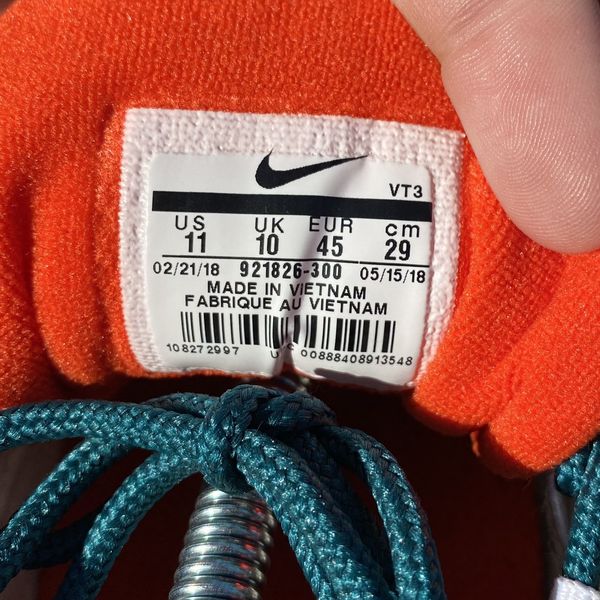 VT3
US UK EUR cm
11 10 45 29
02/21/18 921826-300 05/15/18
MADE IN VIETNAM
FABRIQUE AU VIETNAM
108272997 00888408913548